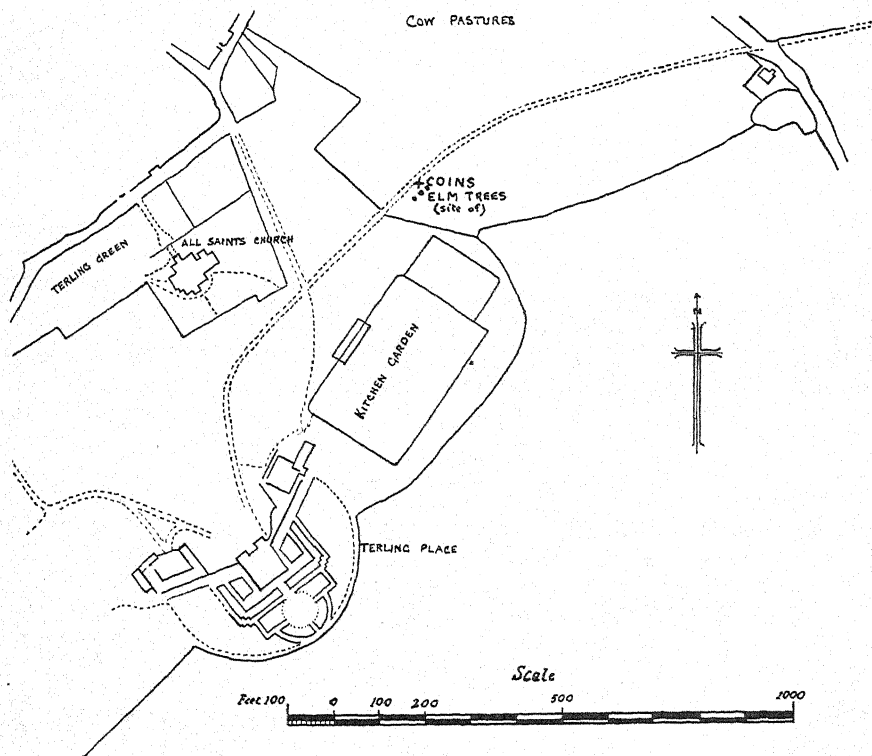 COW PASTURES
COINS
ELM TREES
(site of)
ALL SAINTS CHURCH
TERLING GREEN
N
KITCHEN GARDEN
TERLING PLACE
Scale
Feet 100 0 100 200 500 1000